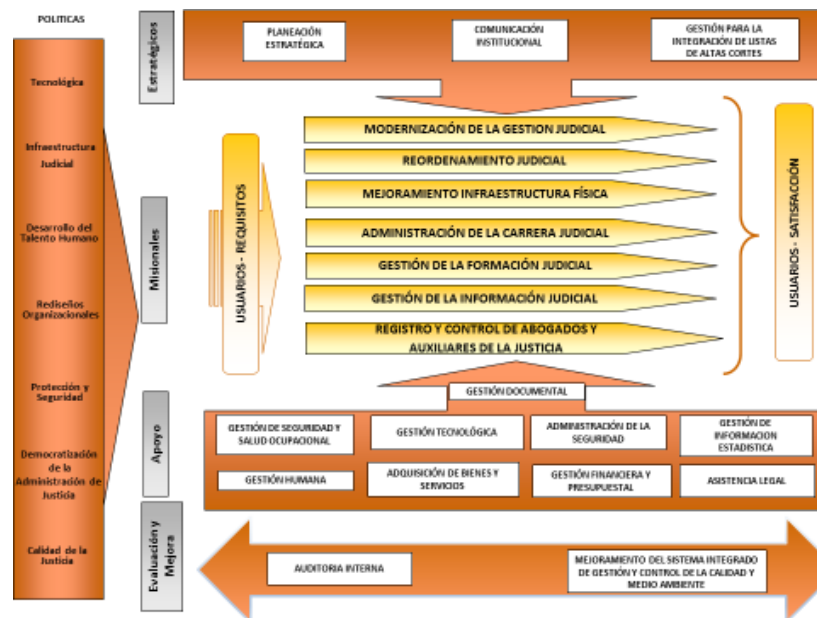 POLITICAS
Tecnológica
Infraestructura
Judicial
Desarrollo del
Talento Humano
Rediseños
Organizacionales
Protección y
Seguridad
Democratización
de la
Administración de
Justicia
Calidad de la
Justicia
Estratégicos
PLANEACIÓN
ESTRATÉGICA
COMUNICACIÓN
INSTITUCIONAL
GESTIÓN PARA LA
INTEGRACIÓN DE LISTAS
DE ALTAS CORTES
Misionales
USUARIOS - REQUISITOS
MODERNIZACIÓN DE LA GESTION JUDICIAL
REORDENAMIENTO JUDICIAL
MEJORAMIENTO INFRAESTRUCTURA FÍSICA
ADMINISTRACIÓN DE LA CARRERA JUDICIAL
GESTIÓN DE LA FORMACIÓN JUDICIAL
GESTIÓN DE LA INFORMACIÓN JUDICIAL
REGISTRO Y CONTROL DE ABOGADOS Y
AUXILIARES DE LA JUSTICIA
USUARIOS - SATISFACCIÓN
Apoyo
GESTIÓN DOCUMENTAL
GESTIÓN DE SEGURIDAD Y
SALUD OCUPACIONAL
GESTIÓN TECNOLÓGICA
ADMINISTRACIÓN DE LA
SEGURIDAD
GESTIÓN DE
INFORMACION
ESTADISTICA
GESTIÓN HUMANA
ADQUISICIÓN DE BIENES Y
SERVICIOS
GESTIÓN FINANCIERA Y
PRESUPUESTAL
ASISTENCIA LEGAL
Evaluación y
Mejora
AUDITORIA INTERNA
MEJORAMIENTO DEL SISTEMA INTEGRADO
DE GESTIÓN Y CONTROL DE LA CALIDAD Y
MEDIO AMBIENTE